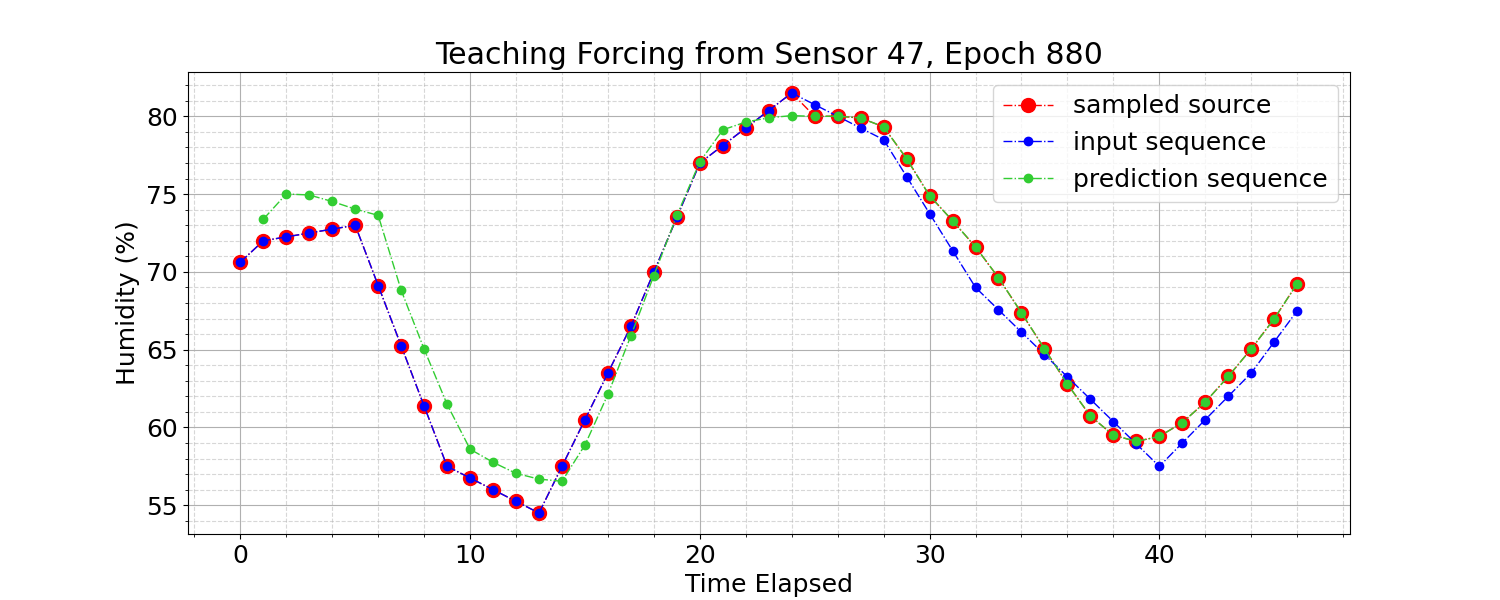 Teaching Forcing from Sensor 47, Epoch 880
sampled source
input sequence
prediction sequence
Humidity (%)
80
75
70
65
60
55
0 10 20 30 40
Time Elapsed